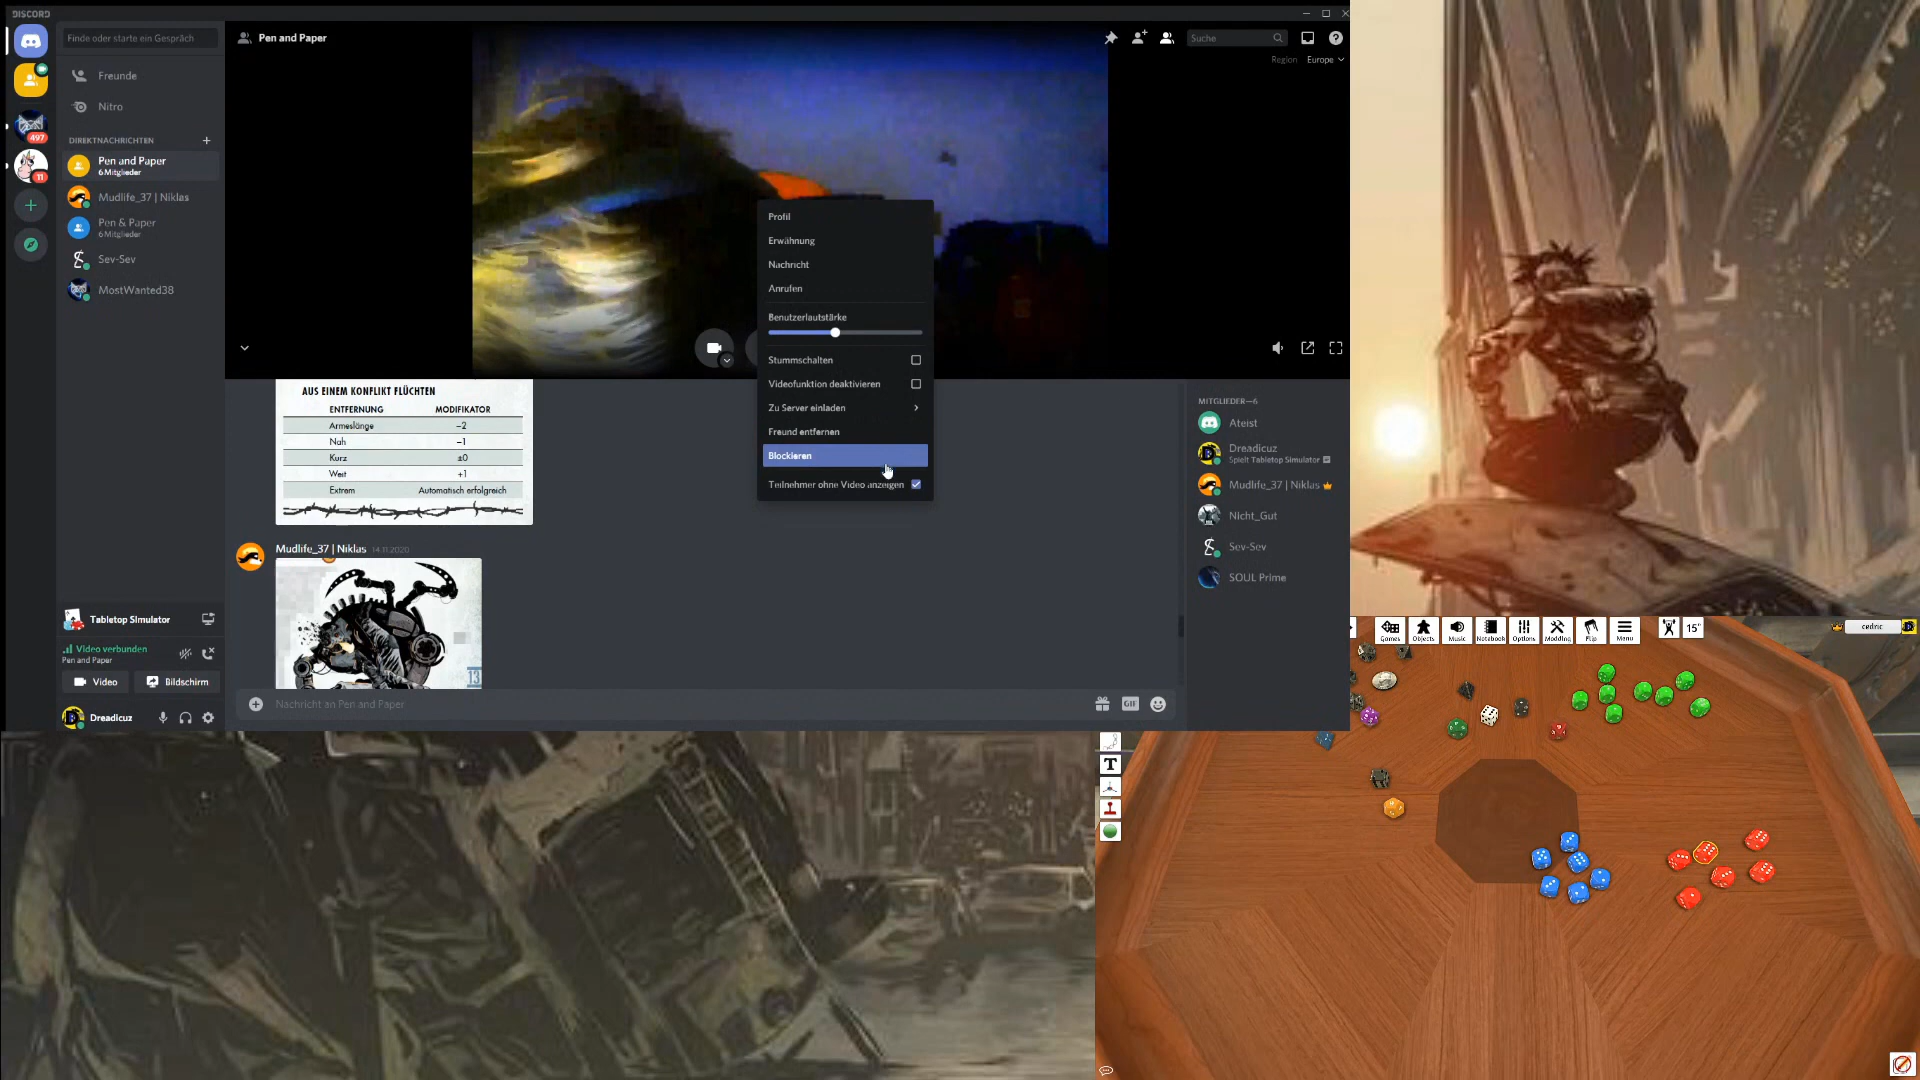 DISCORD
Finde oder starte ein Gespräch
Freunde
Nitro
DIREKTNACHRICHTEN
Pen and Paper
6 Mitglieder
Mudlife_37 | Niklas
Pen & Paper
6 Mitglieder
Sev-Sev
MostWanted38
497
11
Tabletop Simulator
Video verbunden
Pen and Paper
Video
Bildschirm
Dreadicuz
Pen and Paper
Suche
Region
Europe
Profil
Erwähnung
Nachricht
Anrufen
Benutzerlautstärke
Stummschalten
Videofunktion deaktivieren
Zu Server einladen
Freund entfernen
Blockieren
Teilnehmer ohne Video anzeigen
AUS EINEM KONFLIKT FLÜCHTEN
ENTFERNUNG MODIFIKATOR
Armeslänge –2
Nah –1
Kurz ±0
Weit +1
Extrem Automatisch erfolgreich
Mudlife_37 | Niklas 14.11.2020
13
Nachricht an Pen and Paper
GIF
MITGLIEDER—6
Ateist
Dreadicuz
Spielt Tabletop Simulator
Mudlife_37 | Niklas
Nicht_Gut
Sev-Sev
SOUL Prime
Games
Objects
Music
Notebook
Options
Modding
Flip
Menu
15°
cedric
T